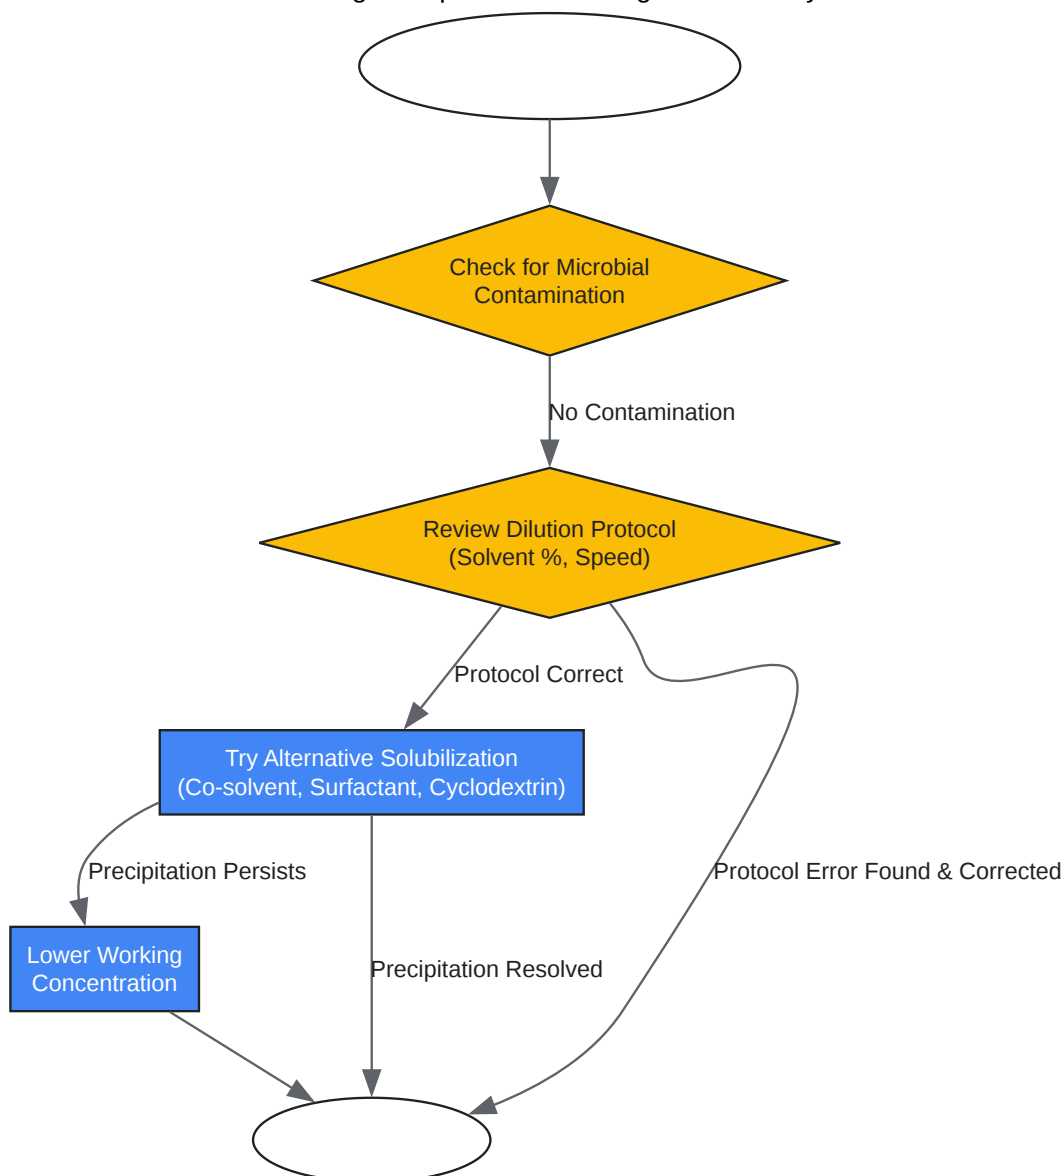 Check for Microbial
Contamination
No Contamination
Review Dilution Protocol
(Solvent %, Speed)
Protocol Correct
Try Alternative Solubilization
(Co-solvent, Surfactant, Cyclodextrin)
Precipitation Persists
Protocol Error Found & Corrected
Lower Working
Concentration
Precipitation Resolved